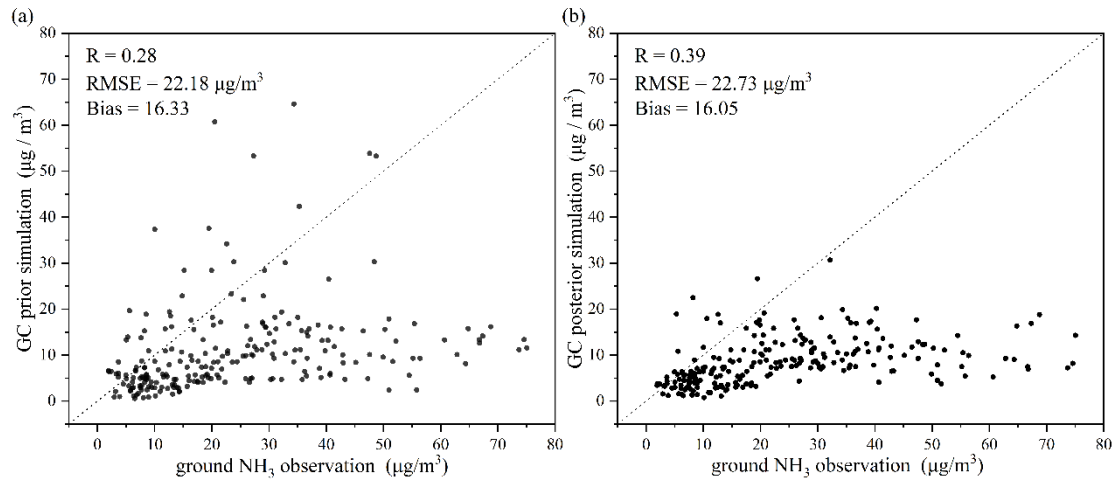 (a)
R = 0.28
RMSE = 22.18 μg/m³
Bias = 16.33
GC prior simulation (μg / m³)
80
70
60
50
40
30
20
10
0
0 10 20 30 40 50 60 70 80
ground NH₃ observation (μg/m³)
(b)
R = 0.39
RMSE = 22.73 μg/m³
Bias = 16.05
GC posterior simulation (μg / m³)
80
70
60
50
40
30
20
10
0
0 10 20 30 40 50 60 70 80
ground NH₃ observation (μg/m³)